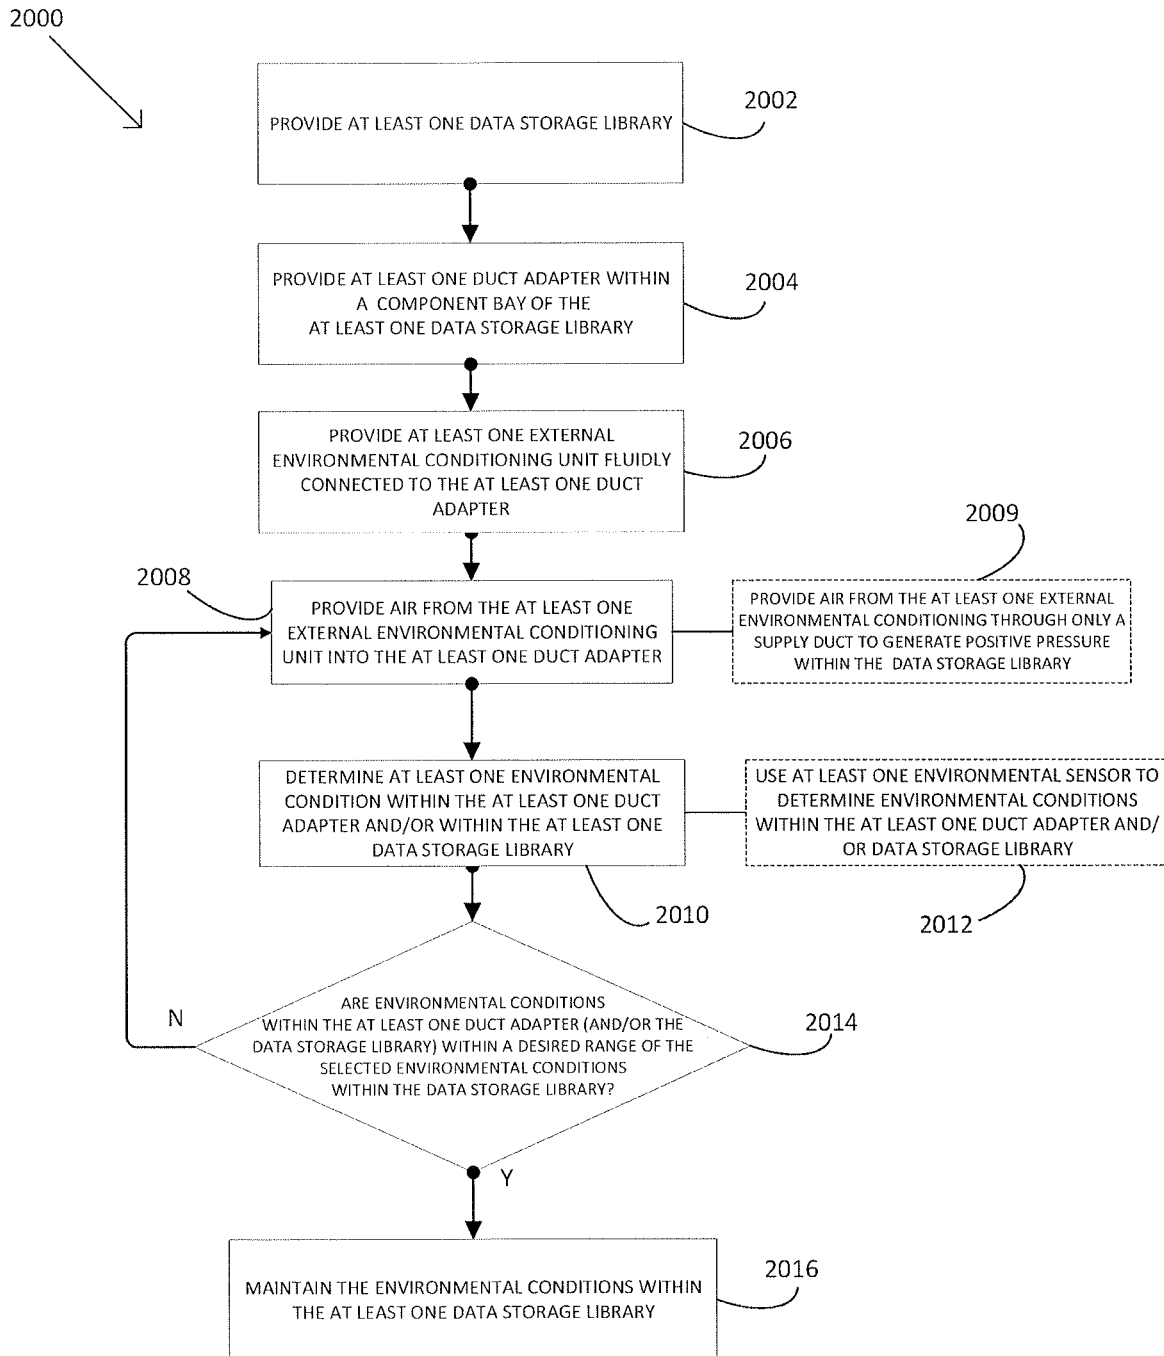 2000
2002
PROVIDE AT LEAST ONE DATA STORAGE LIBRARY
PROVIDE AT LEAST ONE DUCT ADAPTER WITHIN
A COMPONENT BAY OF THE
AT LEAST ONE DATA STORAGE LIBRARY
2004
PROVIDE AT LEAST ONE EXTERNAL
ENVIRONMENTAL CONDITIONING UNIT FLUIDLY
CONNECTED TO THE AT LEAST ONE DUCT
ADAPTER
2006
2009
2008
PROVIDE AIR FROM THE AT LEAST ONE
EXTERNAL ENVIRONMENTAL CONDITIONING
UNIT INTO THE AT LEAST ONE DUCT ADAPTER
PROVIDE AIR FROM THE AT LEAST ONE EXTERNAL
ENVIRONMENTAL CONDITIONING THROUGH ONLY A
SUPPLY DUCT TO GENERATE POSITIVE PRESSURE
WITHIN THE DATA STORAGE LIBRARY
DETERMINE AT LEAST ONE ENVIRONMENTAL
CONDITION WITHIN THE AT LEAST ONE DUCT
ADAPTER AND/OR WITHIN THE AT LEAST ONE
DATA STORAGE LIBRARY
USE AT LEAST ONE ENVIRONMENTAL SENSOR TO
DETERMINE ENVIRONMENTAL CONDITIONS
WITHIN THE AT LEAST ONE DUCT ADAPTER AND/
OR DATA STORAGE LIBRARY
2010
2012
N
ARE ENVIRONMENTAL CONDITIONS
WITHIN THE AT LEAST ONE DUCT ADAPTER (AND/OR THE
DATA STORAGE LIBRARY) WITHIN A DESIRED RANGE OF THE
SELECTED ENVIRONMENTAL CONDITIONS
WITHIN THE DATA STORAGE LIBRARY?
2014
Y
MAINTAIN THE ENVIRONMENTAL CONDITIONS WITHIN
THE AT LEAST ONE DATA STORAGE LIBRARY
2016